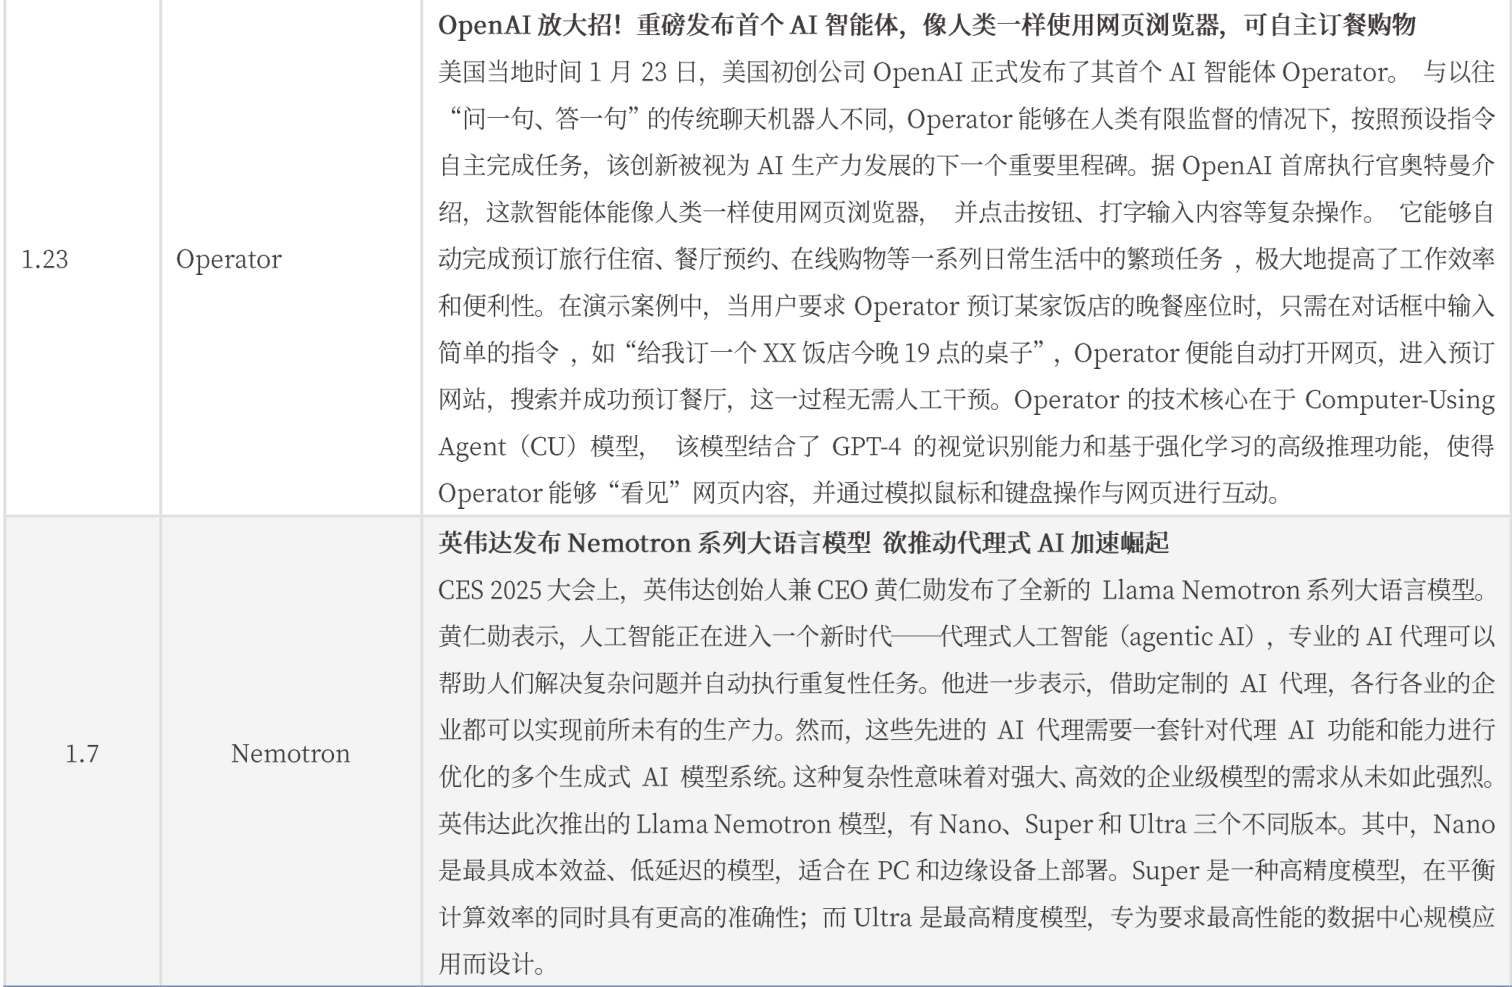 1.23
Operator
OpenAI 放大招！重磅发布首个 AI 智能体，像人类一样使用网页浏览器，可自主订餐购物
美国当地时间 1 月 23 日，美国初创公司 OpenAI 正式发布了其首个 AI 智能体 Operator。 与以往
“问一句、答一句”的传统聊天机器人不同，Operator 能够在人类有限监督的情况下，按照预设指令
自主完成任务，该创新被视为 AI 生产力发展的下一个重要里程碑。据 OpenAI 首席执行官奥特曼介
绍，这款智能体能像人类一样使用网页浏览器， 并点击按钮、打字输入内容等复杂操作。 它能够自
动完成预订旅行住宿、餐厅预约、在线购物等一系列日常生活中的繁琐任务 ，极大地提高了工作效率
和便利性。在演示案例中，当用户要求 Operator 预订某家饭店的晚餐座位时，只需在对话框中输入
简单的指令 ，如“给我订一个 XX 饭店今晚 19 点的桌子”，Operator 便能自动打开网页，进入预订
网站，搜索并成功预订餐厅，这一过程无需人工干预。Operator 的技术核心在于 Computer-Using
Agent（CU）模型， 该模型结合了 GPT-4 的视觉识别能力和基于强化学习的高级推理功能，使得
Operator 能够“看见”网页内容，并通过模拟鼠标和键盘操作与网页进行互动。
1.7
Nemotron
英伟达发布 Nemotron 系列大语言模型 欲推动代理式 AI 加速崛起
CES 2025 大会上，英伟达创始人兼 CEO 黄仁勋发布了全新的 Llama Nemotron 系列大语言模型。
黄仁勋表示，人工智能正在进入一个新时代——代理式人工智能（agentic AI），专业的 AI 代理可以
帮助人们解决复杂问题并自动执行重复性任务。他进一步表示，借助定制的 AI 代理，各行各业的企
业都可以实现前所未有的生产力。然而，这些先进的 AI 代理需要一套针对代理 AI 功能和能力进行
优化的多个生成式 AI 模型系统。这种复杂性意味着对强大、高效的企业级模型的需求从未如此强烈。
英伟达此次推出的 Llama Nemotron 模型，有 Nano、Super 和 Ultra 三个不同版本。其中，Nano
是最具成本效益、低延迟的模型，适合在 PC 和边缘设备上部署。Super 是一种高精度模型，在平衡
计算效率的同时具有更高的准确性；而 Ultra 是最高精度模型，专为要求最高性能的数据中心规模应
用而设计。